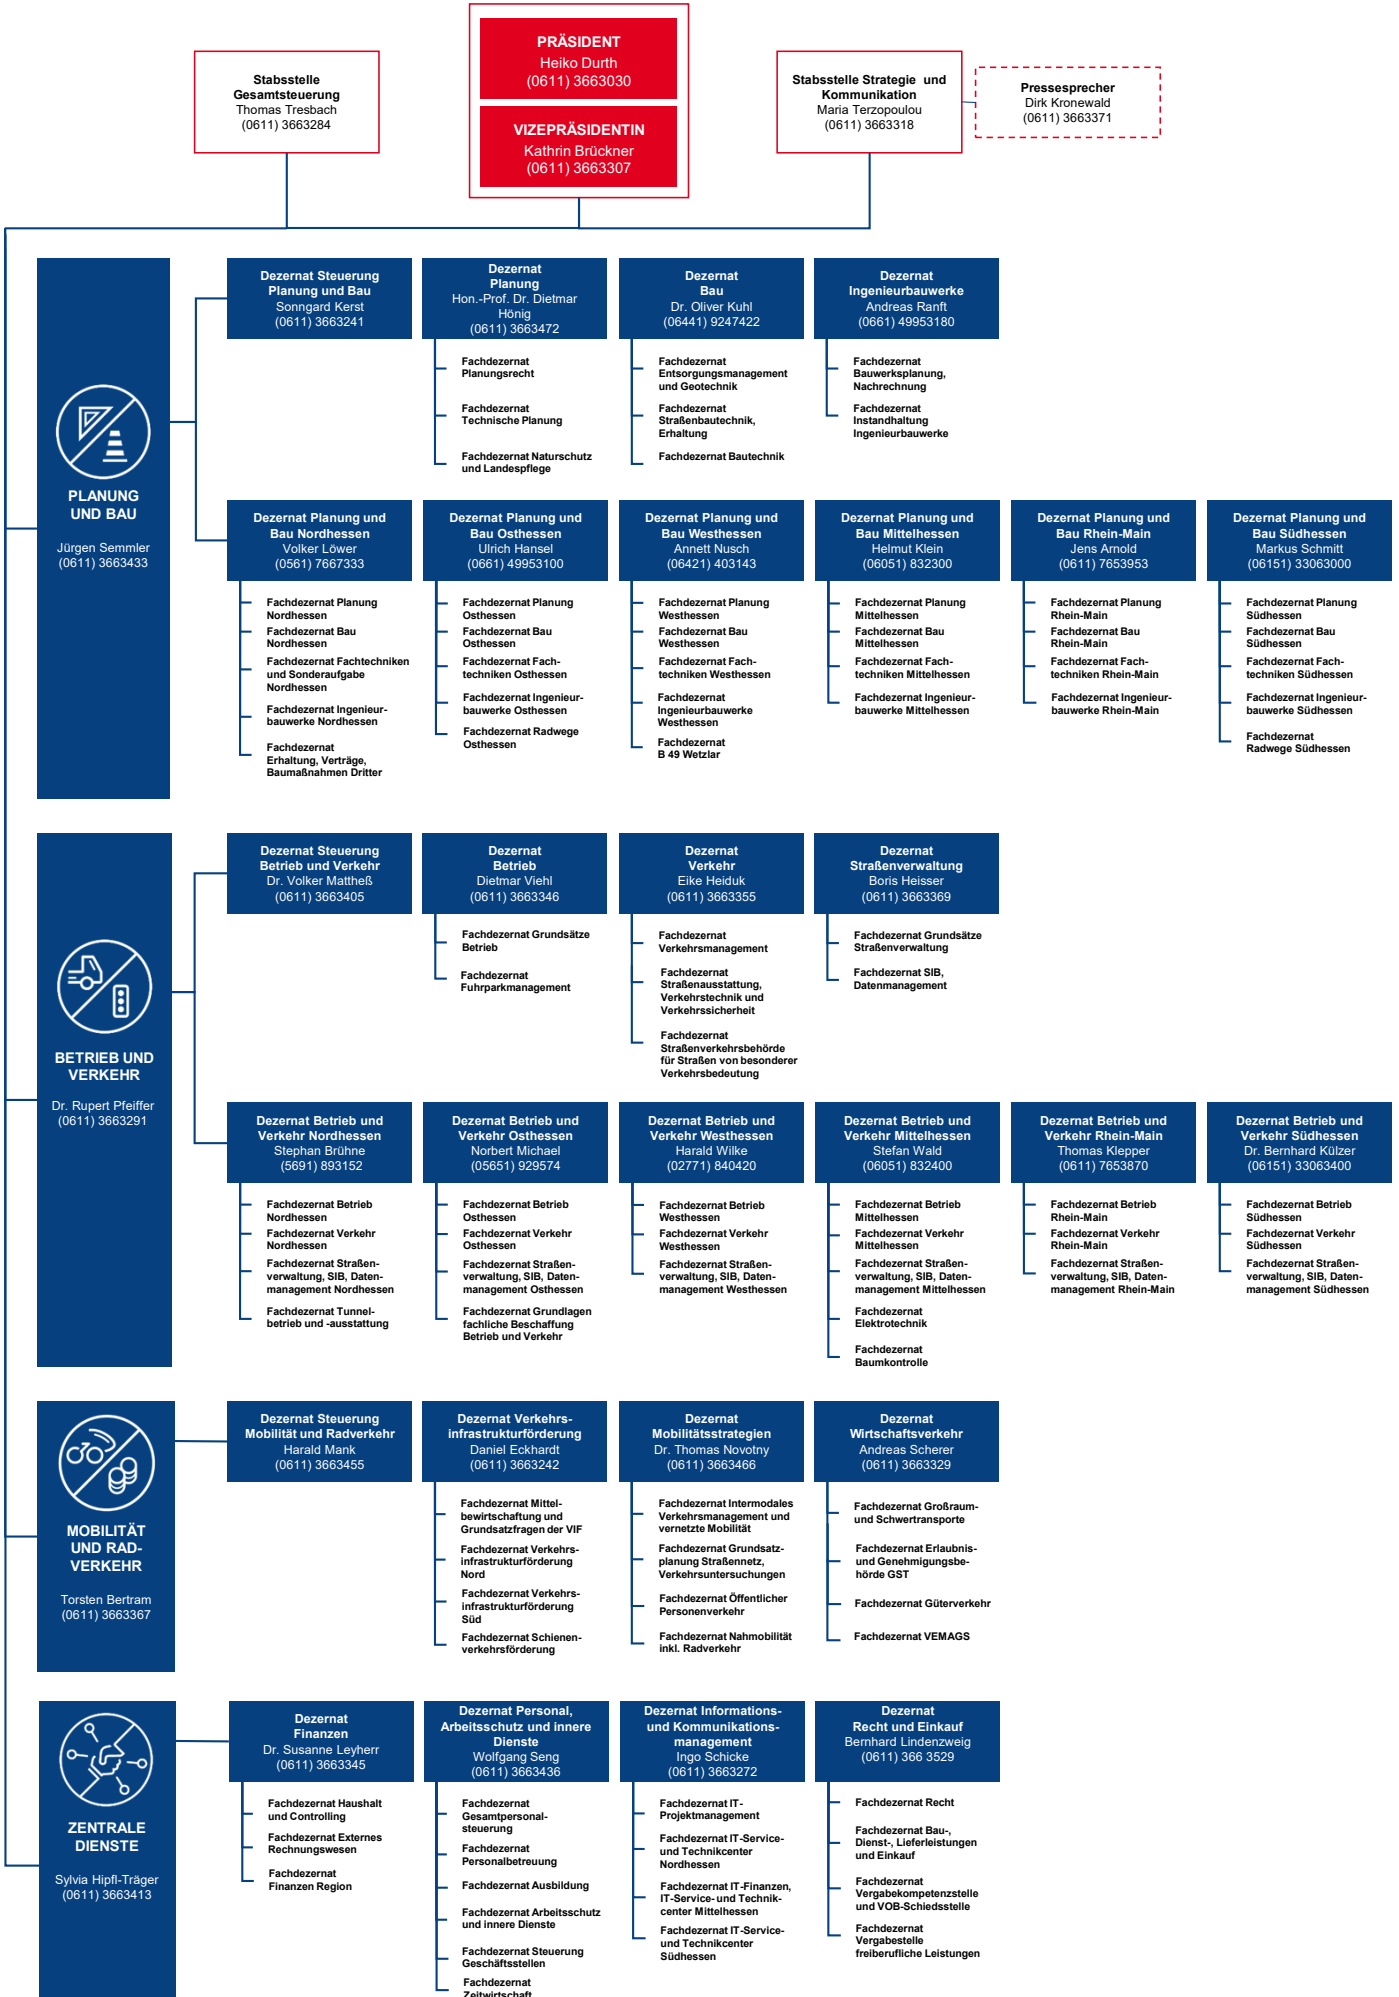 PRÄSIDENT
Heiko Durth
(0611) 3663030
VIZEPRÄSIDENTIN
Kathrin Brückner
(0611) 3663307
Stabsstelle
Gesamtsteuerung
Thomas Tresbach
(0611) 3663284
Stabsstelle Strategie und
Kommunikation
Maria Terzopoulou
(0611) 3663318
Pressesprecher
Dirk Kronewald
(0611) 3663371
PLANUNG
UND BAU
Jürgen Semmler
(0611) 3663433
Dezernat Steuerung
Planung und Bau
Sonngard Kerst
(0611) 3663241
Dezernat
Planung
Hon.-Prof. Dr. Dietmar
Hönig
(0611) 3663472
Fachdezernat
Planungsrecht
Fachdezernat
Technische Planung
Fachdezernat Naturschutz
und Landespflege
Dezernat
Bau
Dr. Oliver Kuhl
(06441) 9247422
Fachdezernat
Entsorgungsmanagement
und Geotechnik
Fachdezernat
Straßenbautechnik,
Erhaltung
Fachdezernat Bautechnik
Dezernat
Ingenieurbauwerke
Andreas Ranft
(0661) 49953180
Fachdezernat
Bauwerksplanung,
Nachrechnung
Fachdezernat
Instandhaltung
Ingenieurbauwerke
Dezernat Planung und
Bau Nordhessen
Volker Löwer
(0561) 7667333
Fachdezernat Planung
Nordhessen
Fachdezernat Bau
Nordhessen
Fachdezernat Fachtechniken
und Sonderaufgabe
Nordhessen
Fachdezernat Ingenieur-
bauwerke Nordhessen
Fachdezernat
Erhaltung, Verträge,
Baumaßnahmen Dritter
Dezernat Planung und
Bau Osthessen
Ulrich Hansel
(0661) 49953100
Fachdezernat Planung
Osthessen
Fachdezernat Bau
Osthessen
Fachdezernat Fach-
techniken Osthessen
Fachdezernat Ingenieur-
bauwerke Osthessen
Fachdezernat Radwege
Osthessen
Dezernat Planung und
Bau Westhessen
Annett Nusch
(06421) 403143
Fachdezernat Planung
Westhessen
Fachdezernat Bau
Westhessen
Fachdezernat Fach-
techniken Westhessen
Fachdezernat
Ingenieurbauwerke
Westhessen
Fachdezernat
B 49 Wetzlar
Dezernat Planung und
Bau Mittelhessen
Helmut Klein
(06051) 832300
Fachdezernat Planung
Mittelhessen
Fachdezernat Bau
Mittelhessen
Fachdezernat Fach-
techniken Mittelhessen
Fachdezernat Ingenieur-
bauwerke Mittelhessen
Dezernat Planung und
Bau Rhein-Main
Jens Arnold
(0611) 7653953
Fachdezernat Planung
Rhein-Main
Fachdezernat Bau
Rhein-Main
Fachdezernat Fach-
techniken Rhein-Main
Fachdezernat Ingenieur-
bauwerke Rhein-Main
Dezernat Planung und
Bau Südhessen
Markus Schmitt
(06151) 33063000
Fachdezernat Planung
Südhessen
Fachdezernat Bau
Südhessen
Fachdezernat Fach-
techniken Südhessen
Fachdezernat Ingenieur-
bauwerke Südhessen
Fachdezernat
Radwege Südhessen
BETRIEB UND
VERKEHR
Dr. Rupert Pfeiffer
(0611) 3663291
Dezernat Steuerung
Betrieb und Verkehr
Dr. Volker Mattheß
(0611) 3663405
Dezernat
Betrieb
Dietmar Viehl
(0611) 3663346
Fachdezernat Grundsätze
Betrieb
Fachdezernat
Fuhrparkmanagement
Dezernat
Verkehr
Eike Heiduk
(0611) 3663355
Fachdezernat
Verkehrsmanagement
Fachdezernat
Straßenausstattung,
Verkehrstechnik und
Verkehrssicherheit
Fachdezernat
Straßenverkehrsbehörde
für Straßen von besonderer
Verkehrsbedeutung
Dezernat
Straßenverwaltung
Boris Heisser
(0611) 3663369
Fachdezernat Grundsätze
Straßenverwaltung
Fachdezernat SIB,
Datenmanagement
Dezernat Betrieb und
Verkehr Nordhessen
Stephan Brühne
(5691) 893152
Fachdezernat Betrieb
Nordhessen
Fachdezernat Verkehr
Nordhessen
Fachdezernat Straßen-
verwaltung, SIB, Daten-
management Nordhessen
Fachdezernat Tunnel-
betrieb und -ausstattung
Dezernat Betrieb und
Verkehr Osthessen
Norbert Michael
(05651) 929574
Fachdezernat Betrieb
Osthessen
Fachdezernat Verkehr
Osthessen
Fachdezernat Straßen-
verwaltung, SIB, Daten-
management Osthessen
Fachdezernat Grundlagen
fachliche Beschaffung
Betrieb und Verkehr
Dezernat Betrieb und
Verkehr Westhessen
Harald Wilke
(02771) 840420
Fachdezernat Betrieb
Westhessen
Fachdezernat Verkehr
Westhessen
Fachdezernat Straßen-
verwaltung, SIB, Daten-
management Westhessen
Dezernat Betrieb und
Verkehr Mittelhessen
Stefan Wald
(06051) 832400
Fachdezernat Betrieb
Mittelhessen
Fachdezernat Verkehr
Mittelhessen
Fachdezernat Straßen-
verwaltung, SIB, Daten-
management Mittelhessen
Fachdezernat
Elektrotechnik
Fachdezernat
Baumkontrolle
Dezernat Betrieb und
Verkehr Rhein-Main
Thomas Klepper
(0611) 7653870
Fachdezernat Betrieb
Rhein-Main
Fachdezernat Verkehr
Rhein-Main
Fachdezernat Straßen-
verwaltung, SIB, Daten-
management Rhein-Main
Dezernat Betrieb und
Verkehr Südhessen
Dr. Bernhard Külzer
(06151) 33063400
Fachdezernat Betrieb
Südhessen
Fachdezernat Verkehr
Südhessen
Fachdezernat Straßen-
verwaltung, SIB, Daten-
management Südhessen
MOBILITÄT
UND RAD-
VERKEHR
Torsten Bertram
(0611) 3663367
Dezernat Steuerung
Mobilität und Radverkehr
Harald Mank
(0611) 3663455
Dezernat Verkehrs-
infrastrukturförderung
Daniel Eckhardt
(0611) 3663242
Fachdezernat Mittel-
bewirtschaftung und
Grundsatzfragen der VIF
Fachdezernat Verkehrs-
infrastrukturförderung
Nord
Fachdezernat Verkehrs-
infrastrukturförderung
Süd
Fachdezernat Schienen-
verkehrsförderung
Dezernat
Mobilitätsstrategien
Dr. Thomas Novotny
(0611) 3663466
Fachdezernat Intermodales
Verkehrsmanagement und
vernetzte Mobilität
Fachdezernat Grundsatz-
planung Straßennetz,
Verkehrsuntersuchungen
Fachdezernat Öffentlicher
Personenverkehr
Fachdezernat Nahmobilität
inkl. Radverkehr
Dezernat
Wirtschaftsverkehr
Andreas Scherer
(0611) 3663329
Fachdezernat Großraum-
und Schwertransporte
Fachdezernat Erlaubnis-
und Genehmigungsbe-
hörde GST
Fachdezernat Güterverkehr
Fachdezernat VEMAGS
ZENTRALE
DIENSTE
Sylvia Hipfl-Träger
(0611) 3663413
Dezernat
Finanzen
Dr. Susanne Leyherr
(0611) 3663345
Fachdezernat Haushalt
und Controlling
Fachdezernat Externes
Rechnungswesen
Fachdezernat
Finanzen Region
Dezernat Personal,
Arbeitsschutz und innere
Dienste
Wolfgang Seng
(0611) 3663436
Fachdezernat
Gesamtpersonal-
steuerung
Fachdezernat
Personalbetreuung
Fachdezernat Ausbildung
Fachdezernat Arbeitsschutz
und innere Dienste
Fachdezernat Steuerung
Geschäftsstellen
Fachdezernat
Zeitwirtschaft
Dezernat Informations-
und Kommunikations-
management
Ingo Schicke
(0611) 3663272
Fachdezernat IT-
Projektmanagement
Fachdezernat IT-Service-
und Technikcenter
Nordhessen
Fachdezernat IT-Finanzen,
IT-Service- und Technik-
center Mittelhessen
Fachdezernat IT-Service-
und Technikcenter
Südhessen
Dezernat
Recht und Einkauf
Bernhard Lindenzweig
(0611) 366 3529
Fachdezernat Recht
Fachdezernat Bau-,
Dienst-, Lieferleistungen
und Einkauf
Fachdezernat
Vergabekompetenzstelle
und VOB-Schiedsstelle
Fachdezernat
Vergabestelle
freiberufliche Leistungen